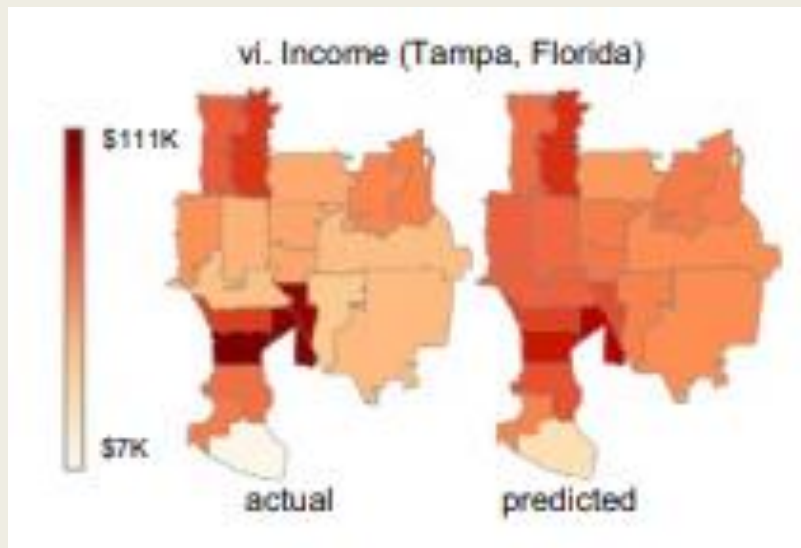 vi. Income (Tampa, Florida)
$111K
$7K
actual
predicted